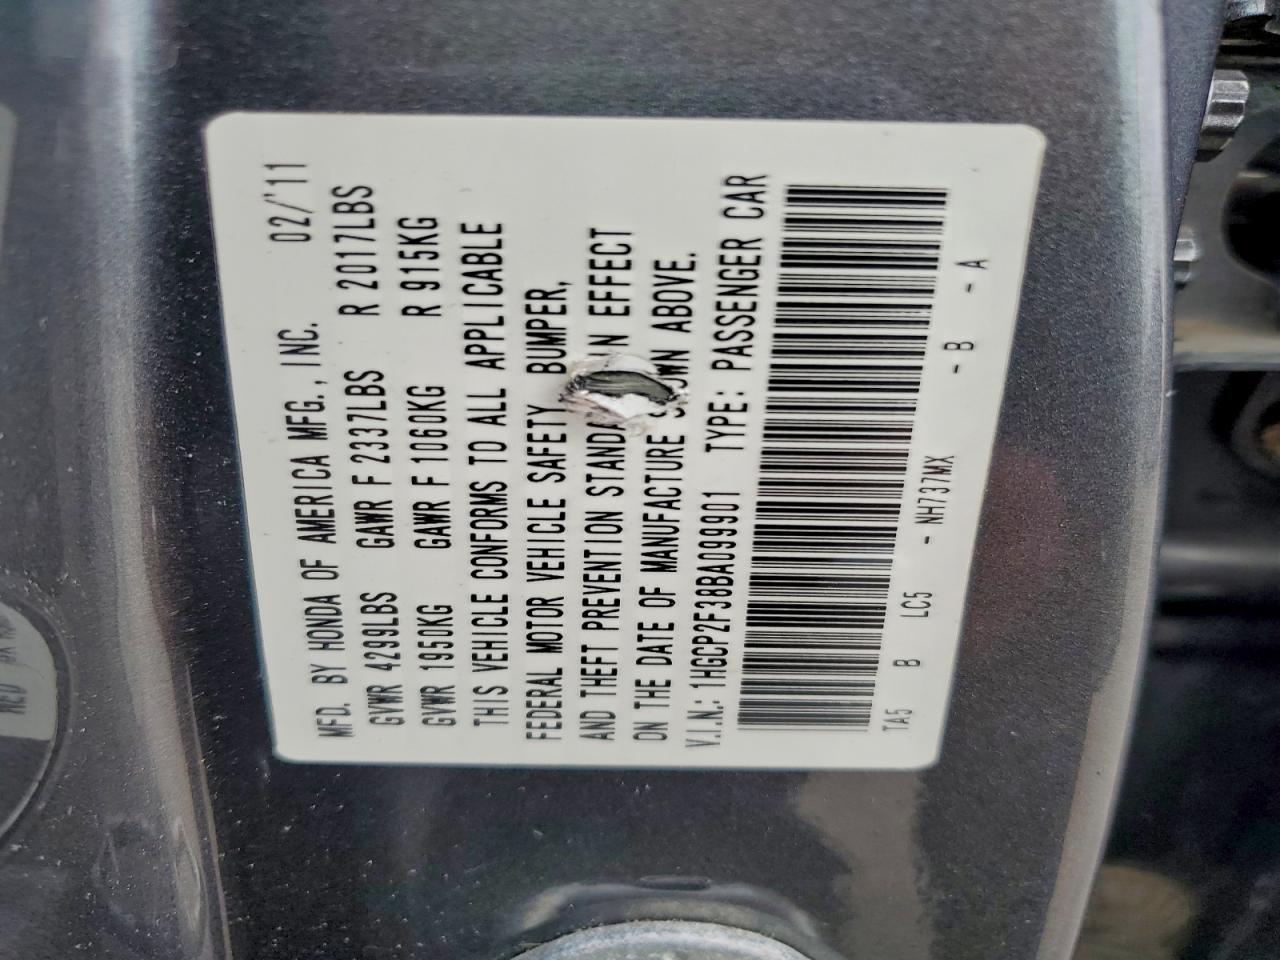 MFD. BY HONDA OF AMERICA MFG., INC. 02/'11
GVWR 4299LBS GAWR F 2337LBS R 2017LBS
GVWR 1950KG GAWR F 1060KG R 915KG
THIS VEHICLE CONFORMS TO ALL APPLICABLE
FEDERAL MOTOR VEHICLE SAFETY, BUMPER,
AND THEFT PREVENTION EFFECT
ON THE DATE OF MANUFACTURE ABOVE.
V.I.N.: 1HGCP2F38BA099901 TYPE: PASSENGER CAR
TA5 B LC5 - NH737MX - B - A